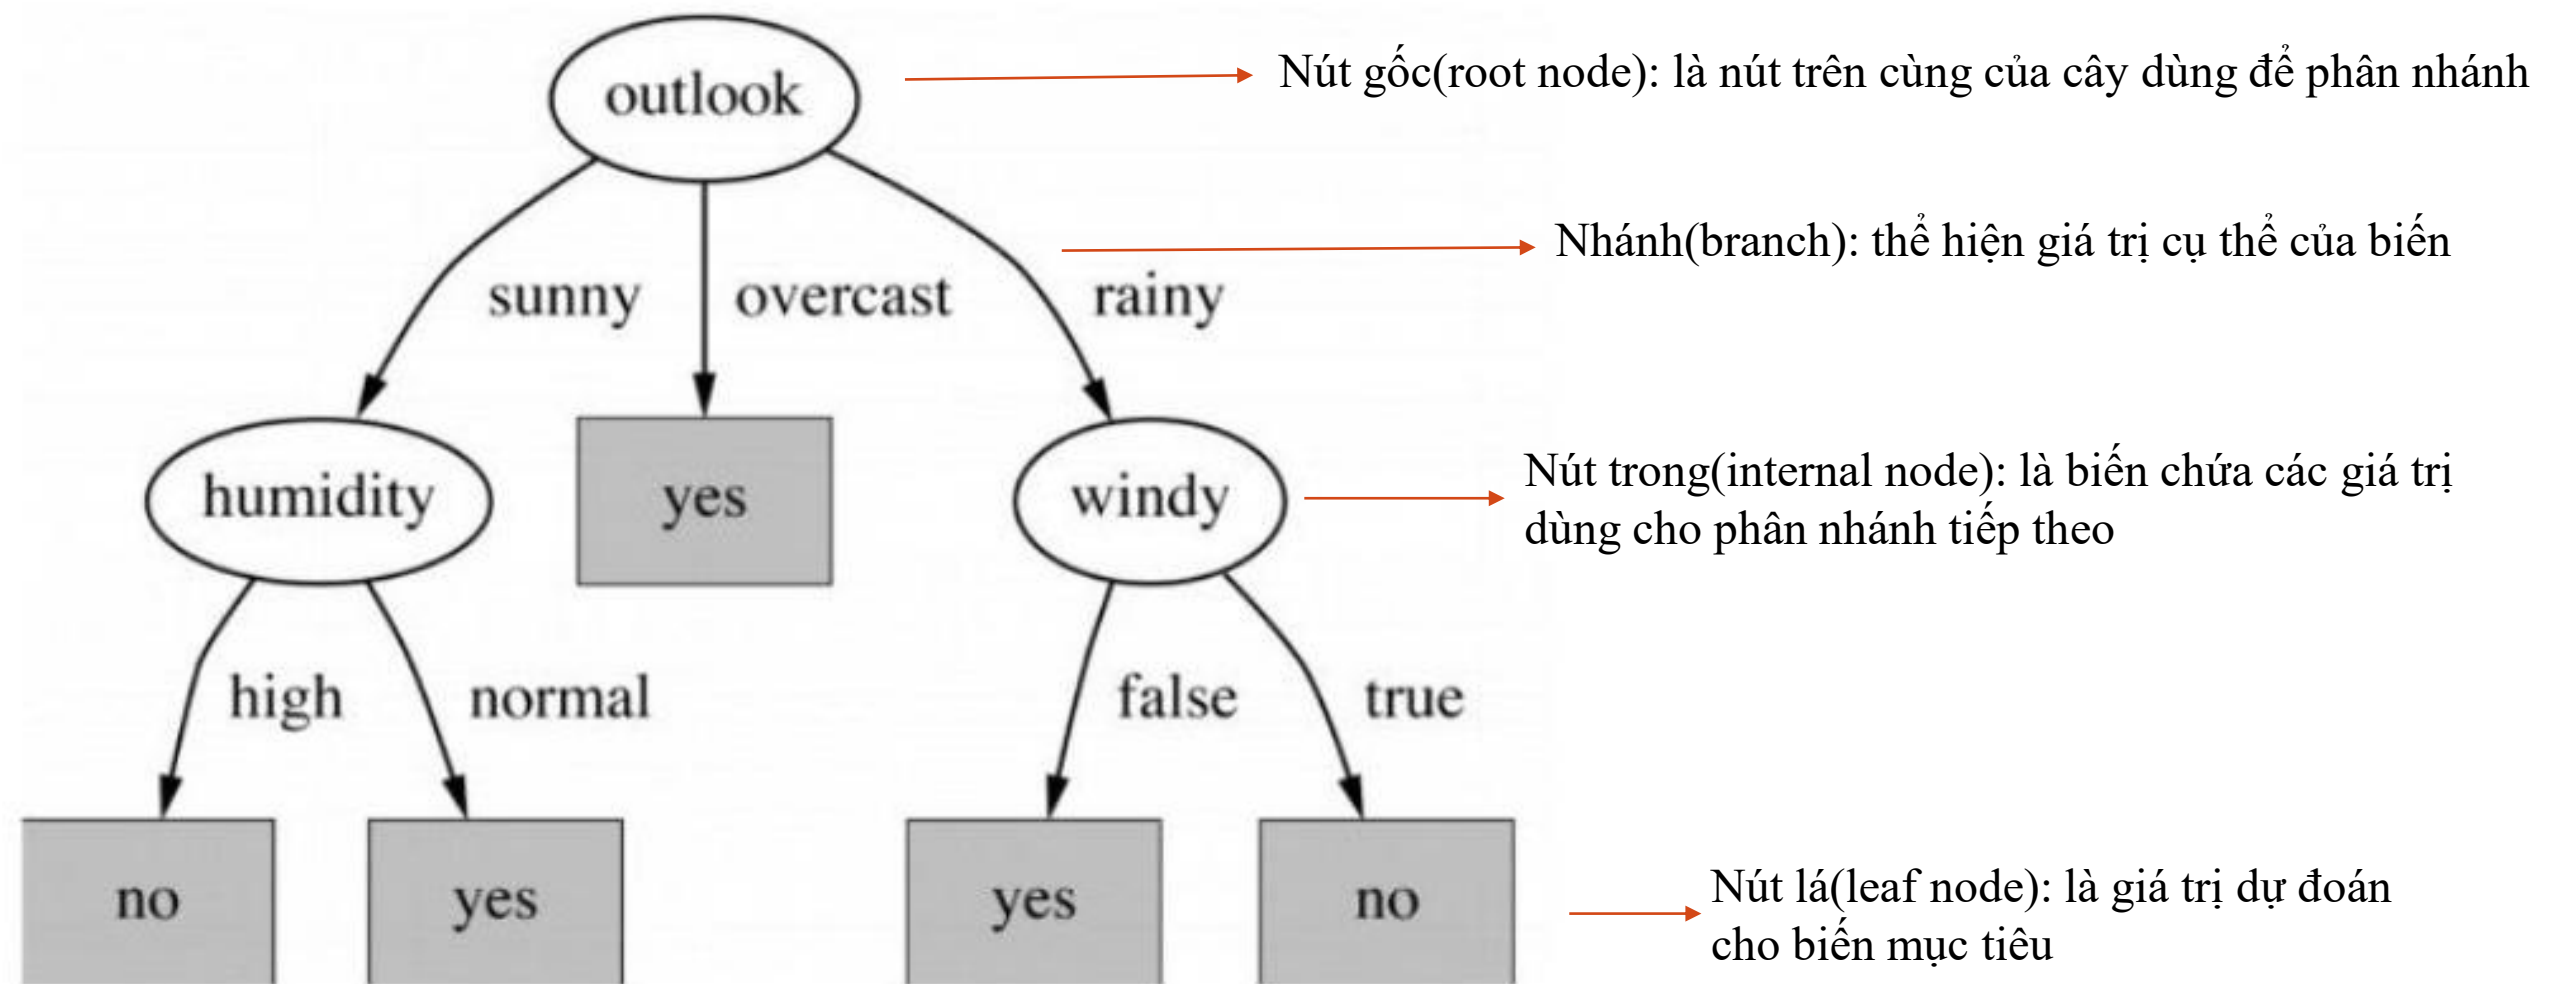 outlook
Nút gốc(root node): là nút trên cùng của cây dùng để phân nhánh
Nhánh(branch): thể hiện giá trị cụ thể của biến
sunny
overcast
rainy
humidity
yes
windy
Nút trong(internal node): là biến chứa các giá trị
dùng cho phân nhánh tiếp theo
high
normal
false
true
no
yes
yes
no
Nút lá(leaf node): là giá trị dự đoán
cho biến mục tiêu